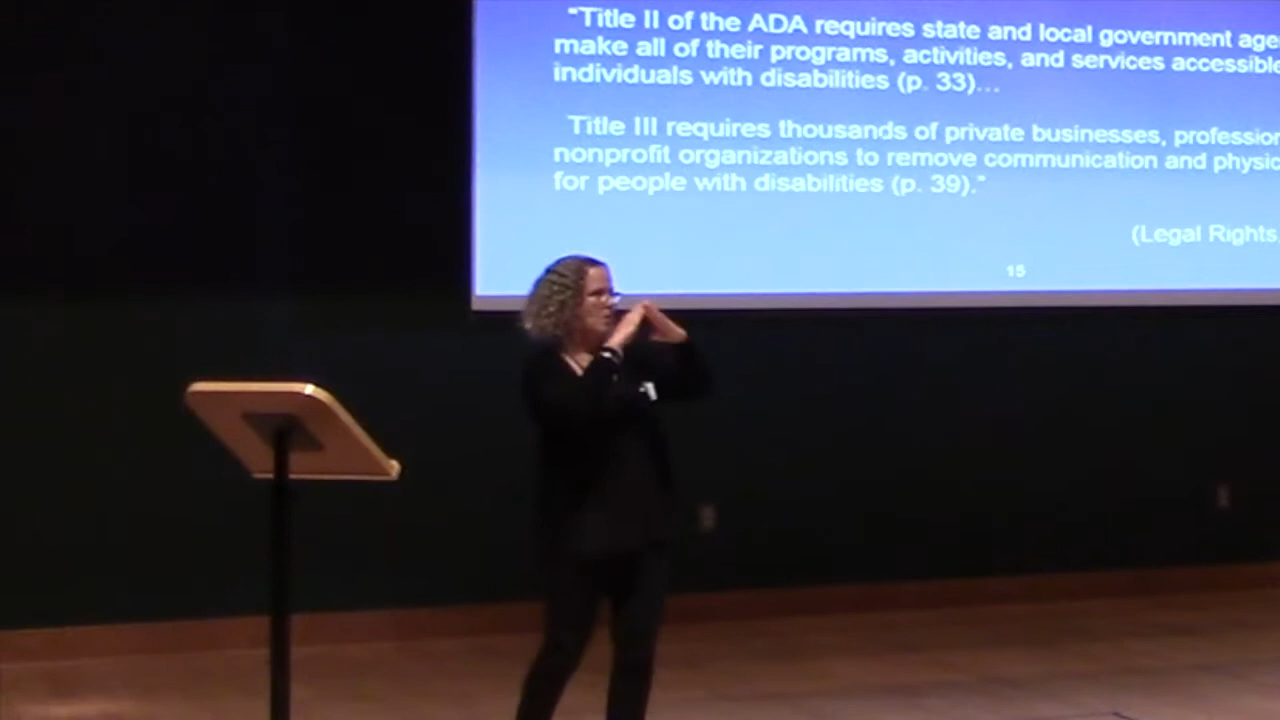 "Title II of the ADA requires state and local government age
make all of their programs, activities, and services accessible
individuals with disabilities (p. 33)...
Title III requires thousands of private businesses, profession
nonprofit organizations to remove communication and physic
for people with disabilities (p. 39)."
(Legal Rights
15